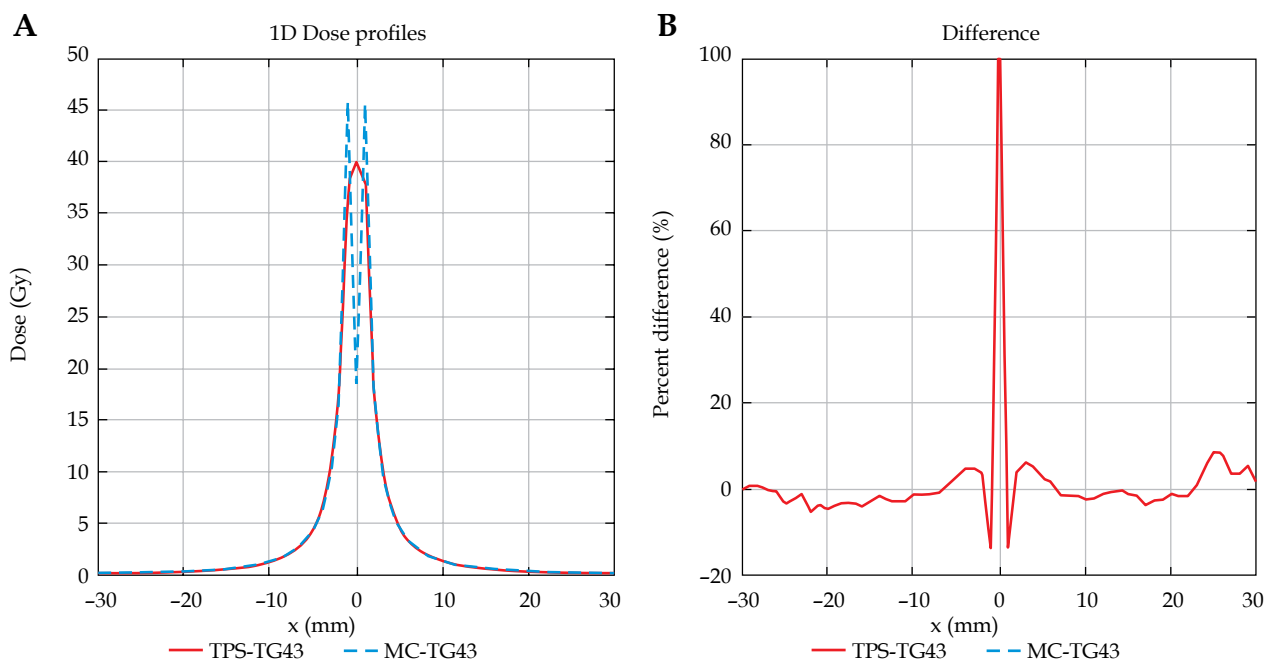 A
1D Dose profiles
Dose (Gy)
50
45
40
35
30
25
20
15
10
5
0
–30
–20
–10
0
10
20
30
x (mm)
TPS-TG43
MC-TG43
B
Difference
Percent difference (%)
100
80
60
40
20
0
–20
–30
–20
–10
0
10
20
30
x (mm)
TPS-TG43
MC-TG43